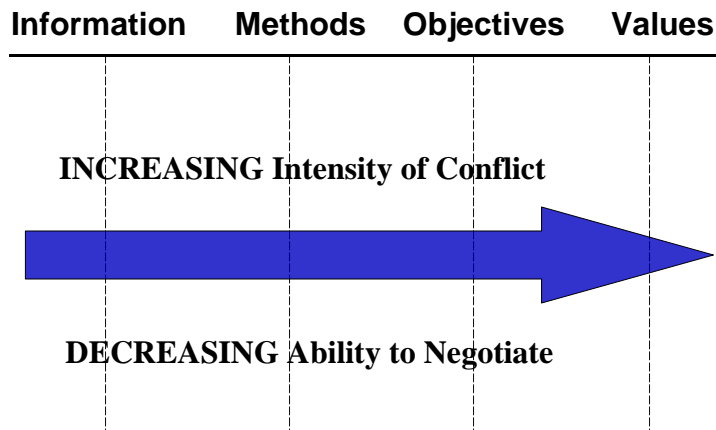 Information Methods Objectives Values
INCREASING Intensity of Conflict
DECREASING Ability to Negotiate